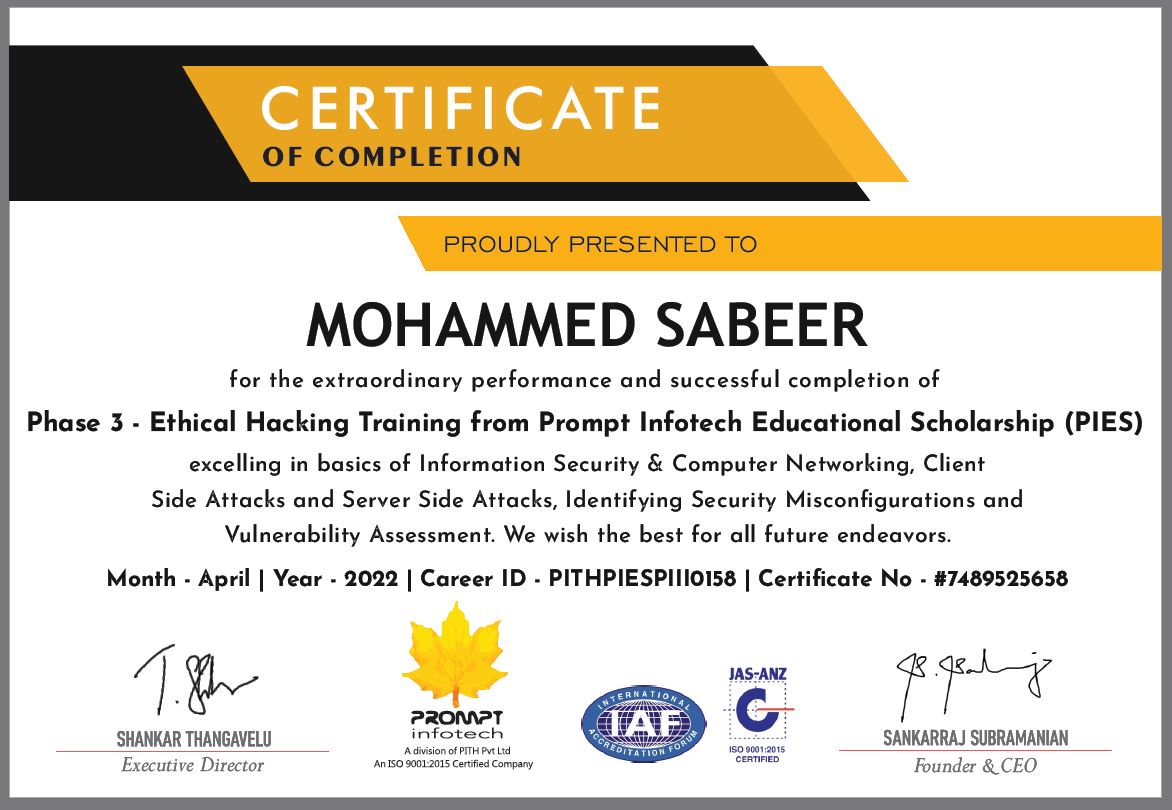 CERTIFICATE
OF COMPLETION
PROUDLY PRESENTED TO
MOHAMMED SABEER
for the extraordinary performance and successful completion of
Phase 3 - Ethical Hacking Training from Prompt Infotech Educational Scholarship (PIES)
excelling in basics of Information Security & Computer Networking, Client
Side Attacks and Server Side Attacks, Identifying Security Misconfigurations and
Vulnerability Assessment. We wish the best for all future endeavors.
Month - April | Year - 2022 | Career ID - PITHPIESPIII0158 | Certificate No - #7489525658
SHANKAR THANGAVELU
Executive Director
PROMPT
infotech
A division of PITH Pvt Ltd
An ISO 9001:2015 Certified Company
INTERNATIONAL
IAF
ACCREDITATION FORUM
JAS-ANZ
ISO 9001:2015
CERTIFIED
SANKARRAJ SUBRAMANIAN
Founder & CEO